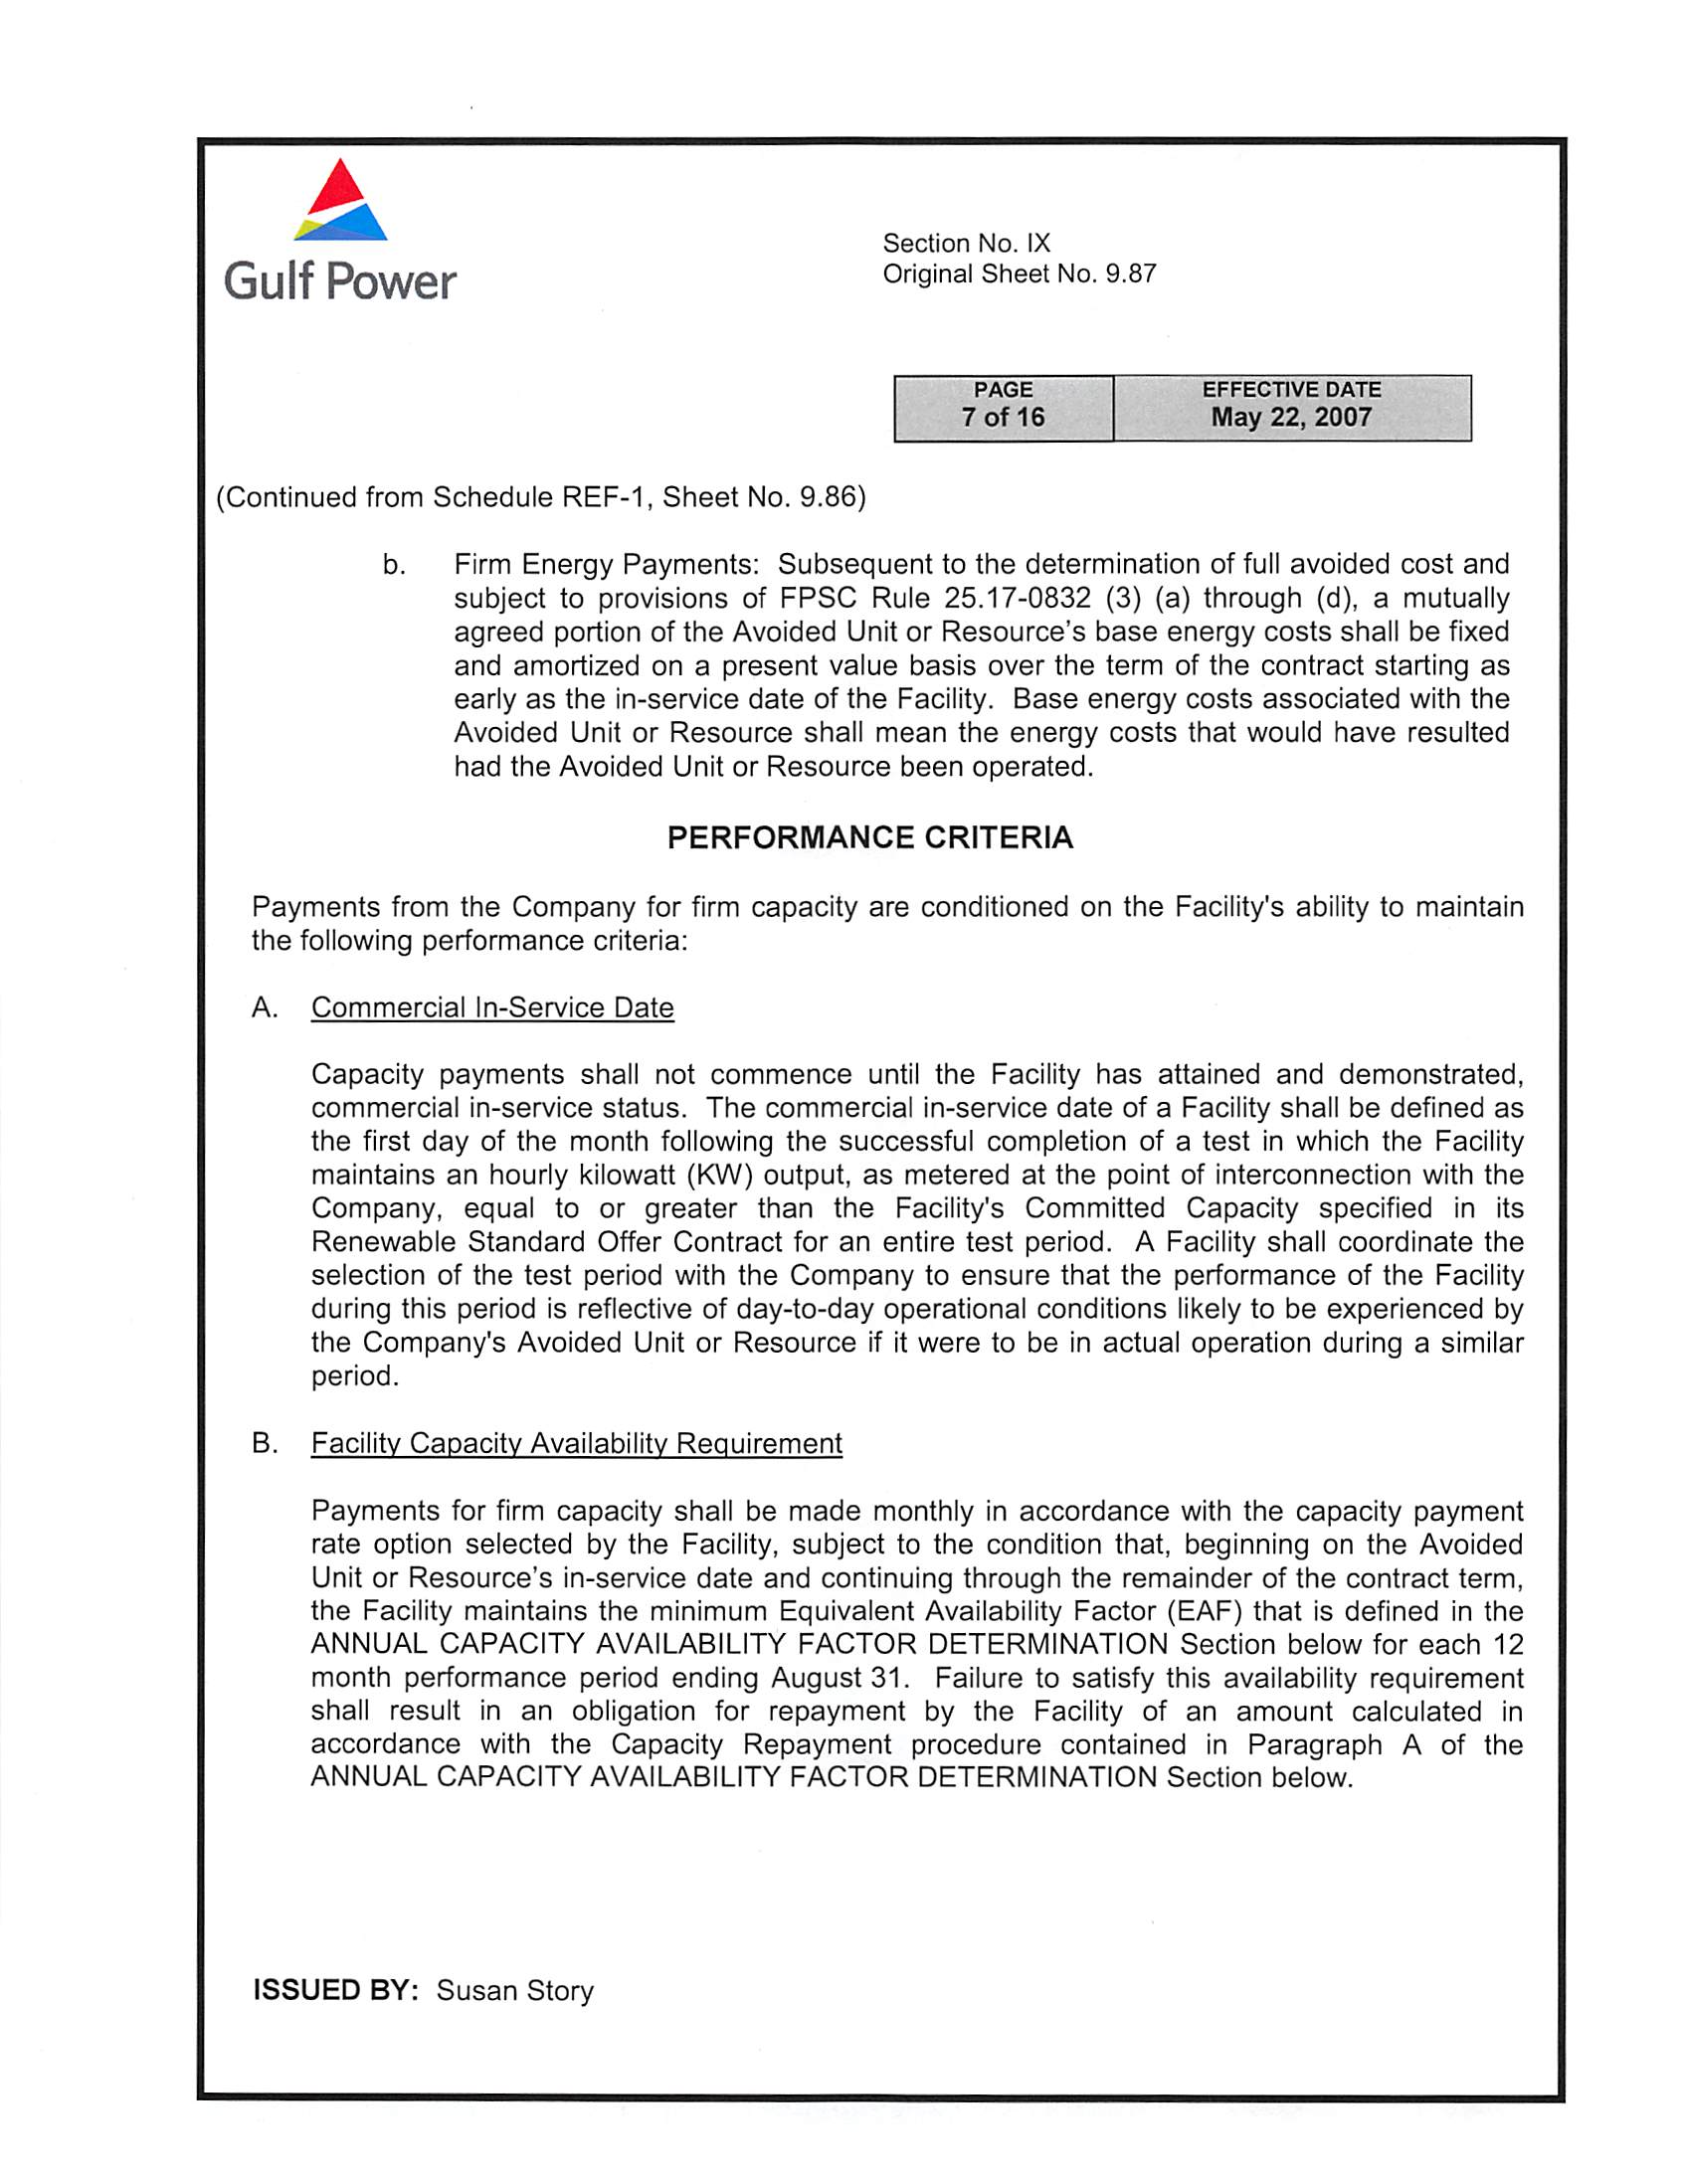 Gulf Power
Section No. IX
Original Sheet No. 9.87
PAGE
7 of 16
EFFECTIVE DATE
May 22, 2007
(Continued from Schedule REF-1, Sheet No. 9.86)
b. Firm Energy Payments: Subsequent to the determination of full avoided cost and
subject to provisions of FPSC Rule 25.17-0832 (3) (a) through (d), a mutually
agreed portion of the Avoided Unit or Resource's base energy costs shall be fixed
and amortized on a present value basis over the term of the contract starting as
early as the in-service date of the Facility. Base energy costs associated with the
Avoided Unit or Resource shall mean the energy costs that would have resulted
had the Avoided Unit or Resource been operated.
PERFORMANCE CRITERIA
Payments from the Company for firm capacity are conditioned on the Facility's ability to maintain
the following performance criteria:
A. Commercial In-Service Date
Capacity payments shall not commence until the Facility has attained and demonstrated,
commercial in-service status. The commercial in-service date of a Facility shall be defined as
the first day of the month following the successful completion of a test in which the Facility
maintains an hourly kilowatt (KW) output, as metered at the point of interconnection with the
Company, equal to or greater than the Facility's Committed Capacity specified in its
Renewable Standard Offer Contract for an entire test period. A Facility shall coordinate the
selection of the test period with the Company to ensure that the performance of the Facility
during this period is reflective of day-to-day operational conditions likely to be experienced by
the Company's Avoided Unit or Resource if it were to be in actual operation during a similar
period.
B. Facility Capacity Availability Requirement
Payments for firm capacity shall be made monthly in accordance with the capacity payment
rate option selected by the Facility, subject to the condition that, beginning on the Avoided
Unit or Resource's in-service date and continuing through the remainder of the contract term,
the Facility maintains the minimum Equivalent Availability Factor (EAF) that is defined in the
ANNUAL CAPACITY AVAILABILITY FACTOR DETERMINATION Section below for each 12
month performance period ending August 31. Failure to satisfy this availability requirement
shall result in an obligation for repayment by the Facility of an amount calculated in
accordance with the Capacity Repayment procedure contained in Paragraph A of the
ANNUAL CAPACITY AVAILABILITY FACTOR DETERMINATION Section below.
ISSUED BY: Susan Story